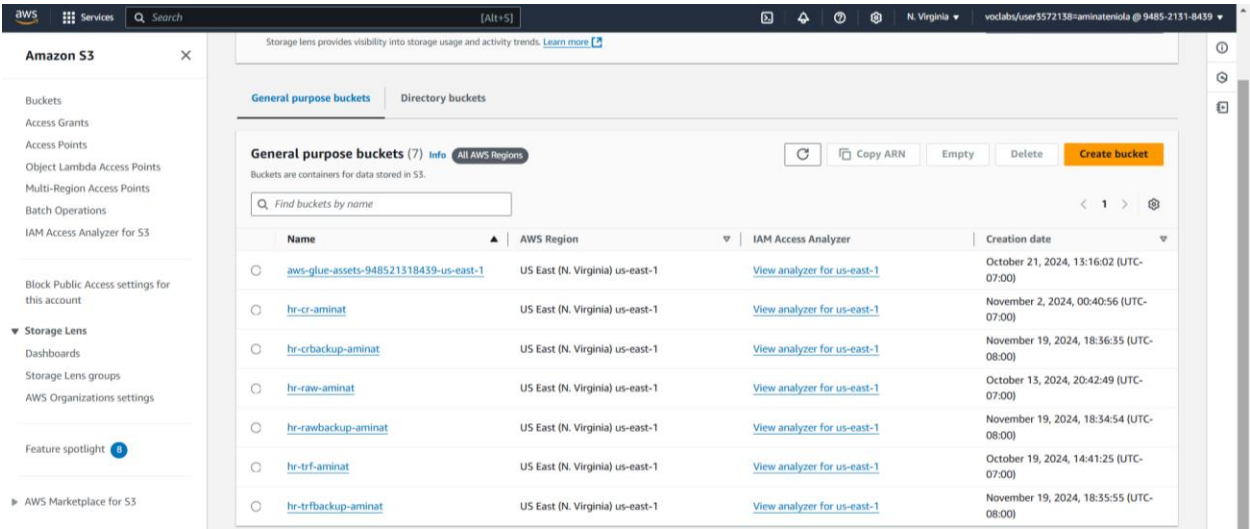 aws Services Search [Alt+S] N. Virginia voclabs/user3572138=aminateniola @ 9485-2131-8439
Amazon S3
Buckets
Access Grants
Access Points
Object Lambda Access Points
Multi-Region Access Points
Batch Operations
IAM Access Analyzer for S3
Block Public Access settings for
this account
Storage Lens
Dashboards
Storage Lens groups
AWS Organizations settings
Feature spotlight 8
AWS Marketplace for S3
Storage lens provides visibility into storage usage and activity trends. Learn more
General purpose buckets Directory buckets
General purpose buckets (7) Info All AWS Regions Copy ARN Empty Delete Create bucket
Buckets are containers for data stored in S3.
Find buckets by name 1
Name AWS Region IAM Access Analyzer Creation date
aws-glue-assets-948521318439-us-east-1 US East (N. Virginia) us-east-1 View analyzer for us-east-1 October 21, 2024, 13:16:02 (UTC-
07:00)
hr-cr-aminat US East (N. Virginia) us-east-1 View analyzer for us-east-1 November 2, 2024, 00:40:56 (UTC-
07:00)
hr-crbackup-aminat US East (N. Virginia) us-east-1 View analyzer for us-east-1 November 19, 2024, 18:36:35 (UTC-
08:00)
hr-raw-aminat US East (N. Virginia) us-east-1 View analyzer for us-east-1 October 13, 2024, 20:42:49 (UTC-
07:00)
hr-rawbackup-aminat US East (N. Virginia) us-east-1 View analyzer for us-east-1 November 19, 2024, 18:34:54 (UTC-
08:00)
hr-trf-aminat US East (N. Virginia) us-east-1 View analyzer for us-east-1 October 19, 2024, 14:41:25 (UTC-
07:00)
hr-trfbackup-aminat US East (N. Virginia) us-east-1 View analyzer for us-east-1 November 19, 2024, 18:35:55 (UTC-
08:00)